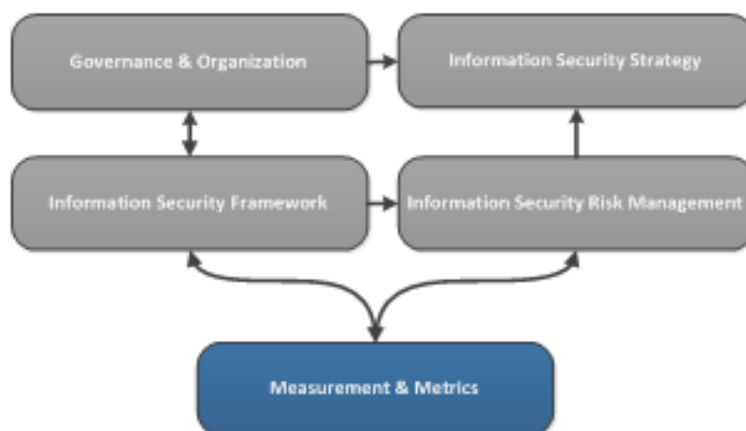 Governance & Organization
Information Security Strategy
Information Security Framework
Information Security Risk Management
Measurement & Metrics